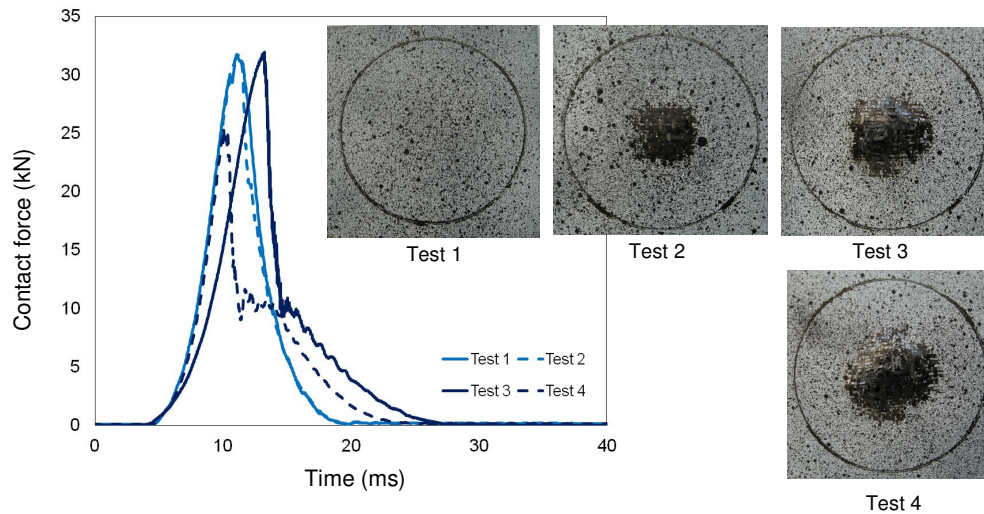 35
30
25
20
15
10
5
0
Contact force (kN)
0 10 20 30 40
Time (ms)
Test 1 Test 2
Test 3 Test 4
Test 1
Test 2
Test 3
Test 4